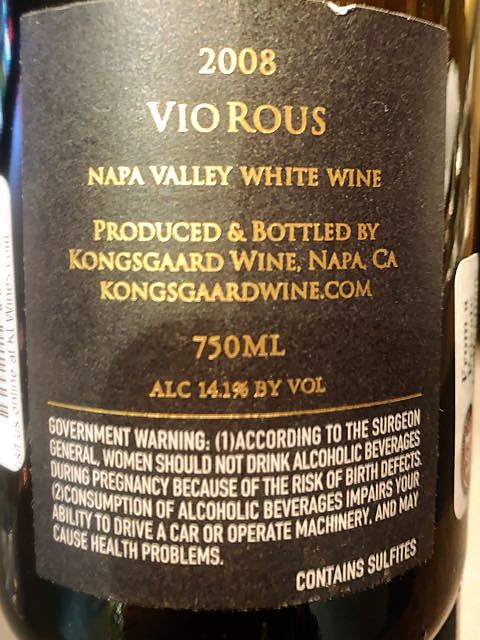 2008
VIOROUS
NAPA VALLEY WHITE WINE
PRODUCED & BOTTLED BY
KONGSGAARD WINE, NAPA, CA
KONGSGAARDWINE.COM
750ML
ALC 14.1% BY VOL
GOVERNMENT WARNING: (1)ACCORDING TO THE SURGEON
GENERAL, WOMEN SHOULD NOT DRINK ALCOHOLIC BEVERAGES
DURING PREGNANCY BECAUSE OF THE RISK OF BIRTH DEFECTS.
(2)CONSUMPTION OF ALCOHOLIC BEVERAGES IMPAIRS YOUR
ABILITY TO DRIVE A CAR OR OPERATE MACHINERY, AND MAY
CAUSE HEALTH PROBLEMS.
CONTAINS SULFITES